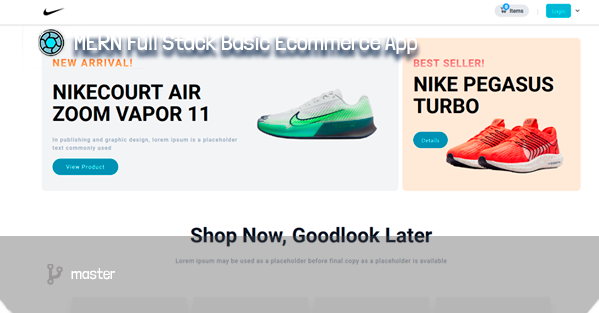 0
Items
Login
MERN Full Stack Basic Ecommerce App
NEW ARRIVAL!
NIKECOURT AIR
ZOOM VAPOR 11
In publishing and graphic design, lorem ipsum is a placeholder
text commonly used
View Product
BEST SELLER!
NIKE PEGASUS
TURBO
Details
Shop Now, Goodlook Later
Lorem ipsum may be used as a placeholder before final copy as a placeholder is available
master